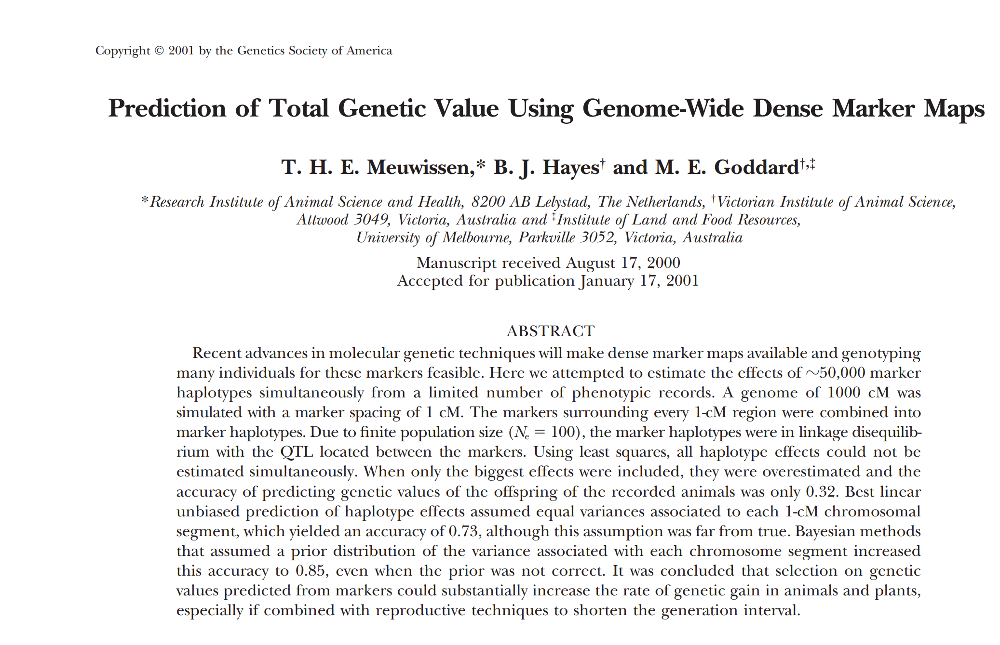 Copyright © 2001 by the Genetics Society of America
Prediction of Total Genetic Value Using Genome-Wide Dense Marker Maps
T. H. E. Meuwissen,* B. J. Hayes† and M. E. Goddard†,‡
*Research Institute of Animal Science and Health, 8200 AB Lelystad, The Netherlands, †Victorian Institute of Animal Science,
Attwood 3049, Victoria, Australia and ‡Institute of Land and Food Resources,
University of Melbourne, Parkville 3052, Victoria, Australia
Manuscript received August 17, 2000
Accepted for publication January 17, 2001
ABSTRACT
Recent advances in molecular genetic techniques will make dense marker maps available and genotyping
many individuals for these markers feasible. Here we attempted to estimate the effects of ∼50,000 marker
haplotypes simultaneously from a limited number of phenotypic records. A genome of 1000 cM was
simulated with a marker spacing of 1 cM. The markers surrounding every 1-cM region were combined into
marker haplotypes. Due to finite population size (Ne = 100), the marker haplotypes were in linkage disequilib-
rium with the QTL located between the markers. Using least squares, all haplotype effects could not be
estimated simultaneously. When only the biggest effects were included, they were overestimated and the
accuracy of predicting genetic values of the offspring of the recorded animals was only 0.32. Best linear
unbiased prediction of haplotype effects assumed equal variances associated to each 1-cM chromosomal
segment, which yielded an accuracy of 0.73, although this assumption was far from true. Bayesian methods
that assumed a prior distribution of the variance associated with each chromosome segment increased
this accuracy to 0.85, even when the prior was not correct. It was concluded that selection on genetic
values predicted from markers could substantially increase the rate of genetic gain in animals and plants,
especially if combined with reproductive techniques to shorten the generation interval.